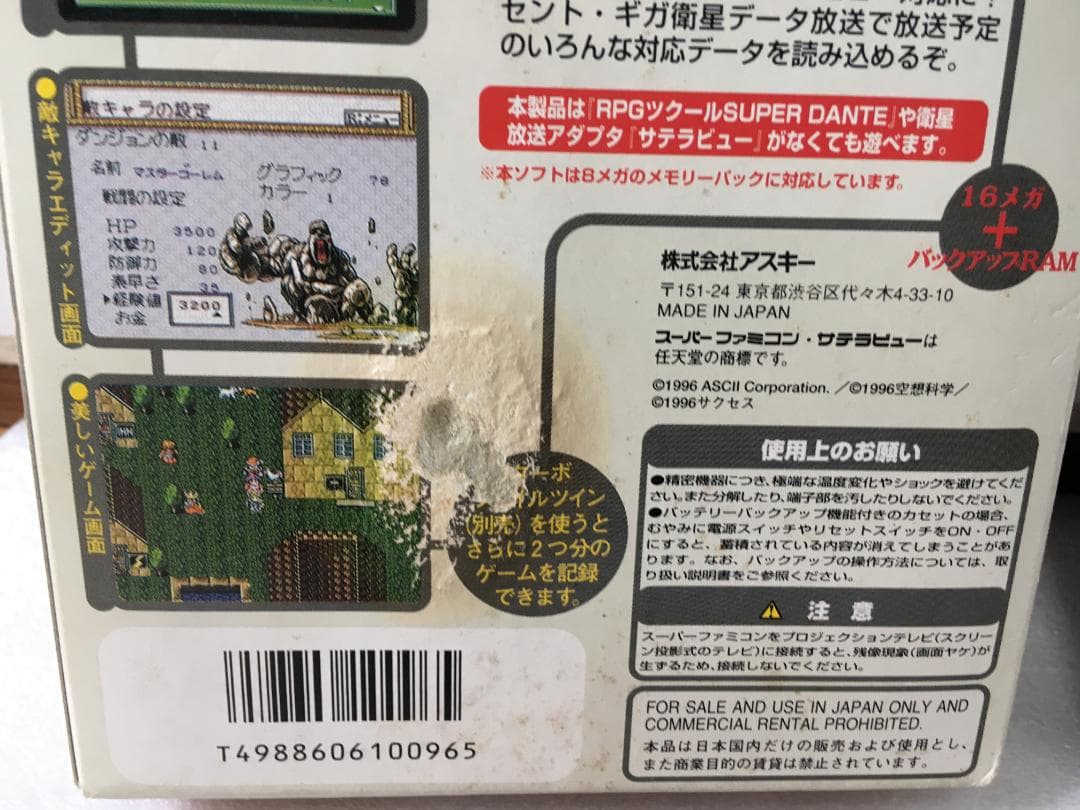 セント・ギガ衛星データ放送で放送予定
のいろんな対応データを読み込めるぞ。
本製品は『RPGツクールSUPER DANTE』や衛星
放送アダプタ『サテラビュー』がなくても遊べます。
※本ソフトは8メガのメモリーパックに対応しています。
16メガ
+
バックアップRAM
敵キャラエディット画面
敵キャラの設定
R:メニュー
ダンジョンの敵 11
名前 マスターゴーレム
グラフィック 78
カラー 1
戦闘の設定
HP 3500
攻撃力 120
防御力 80
素早さ 35
▶経験値 3200
お金
美しいゲーム画面
ターボ
ァイルツイン
(別売)を使うと
さらに2つ分の
ゲームを記録
できます。
株式会社アスキー
〒151-24 東京都渋谷区代々木4-33-10
MADE IN JAPAN
スーパーファミコン・サテラビューは
任天堂の商標です。
©1996 ASCII Corporation. /©1996空想科学/
©1996サクセス
使用上のお願い
●精密機器につき、極端な温度変化やショックを避けてくだ
さい。また分解したり、端子部を汚したりしないでください。
●バッテリーバックアップ機能付きのカセットの場合、
むやみに電源スイッチやリセットスイッチをON・OFF
にすると、蓄積されている内容が消えてしまうことがあ
ります。なお、バックアップの操作方法については、取
り扱い説明書をご参照ください。
注意
スーパーファミコンをプロジェクションテレビ(スクリー
ン投影式のテレビ)に接続すると、残像現象(画面ヤケ)が
生ずるため、接続しないでください。
FOR SALE AND USE IN JAPAN ONLY AND
COMMERCIAL RENTAL PROHIBITED.
本品は日本国内だけの販売および使用とし、
また商業目的の賃貸は禁止されています。
T4988606100965